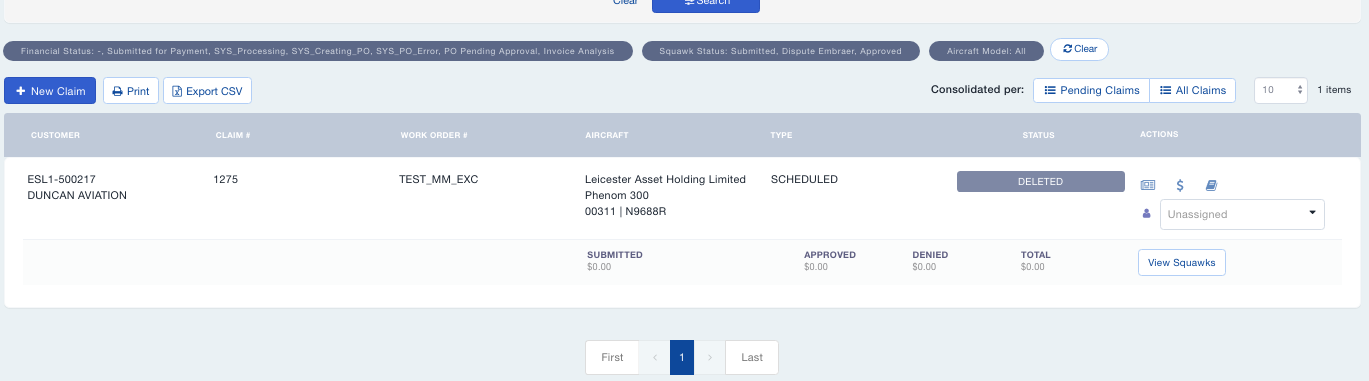 Clear
Search
Financial Status: -, Submitted for Payment, SYS_Processing, SYS_Creating_PO, SYS_PO_Error, PO Pending Approval, Invoice Analysis
Squawk Status: Submitted, Dispute Embraer, Approved
Aircraft Model: All
Clear
New Claim
Print
Export CSV
Consolidated per:
Pending Claims
All Claims
10
1 items
CUSTOMER
CLAIM #
WORK ORDER #
AIRCRAFT
TYPE
STATUS
ACTIONS
ESL1-500217
DUNCAN AVIATION
1275
TEST_MM_EXC
Leicester Asset Holding Limited
Phenom 300
00311 | N9688R
SCHEDULED
DELETED
Unassigned
SUBMITTED
$0.00
APPROVED
$0.00
DENIED
$0.00
TOTAL
$0.00
View Squawks
First
<
1
>
Last